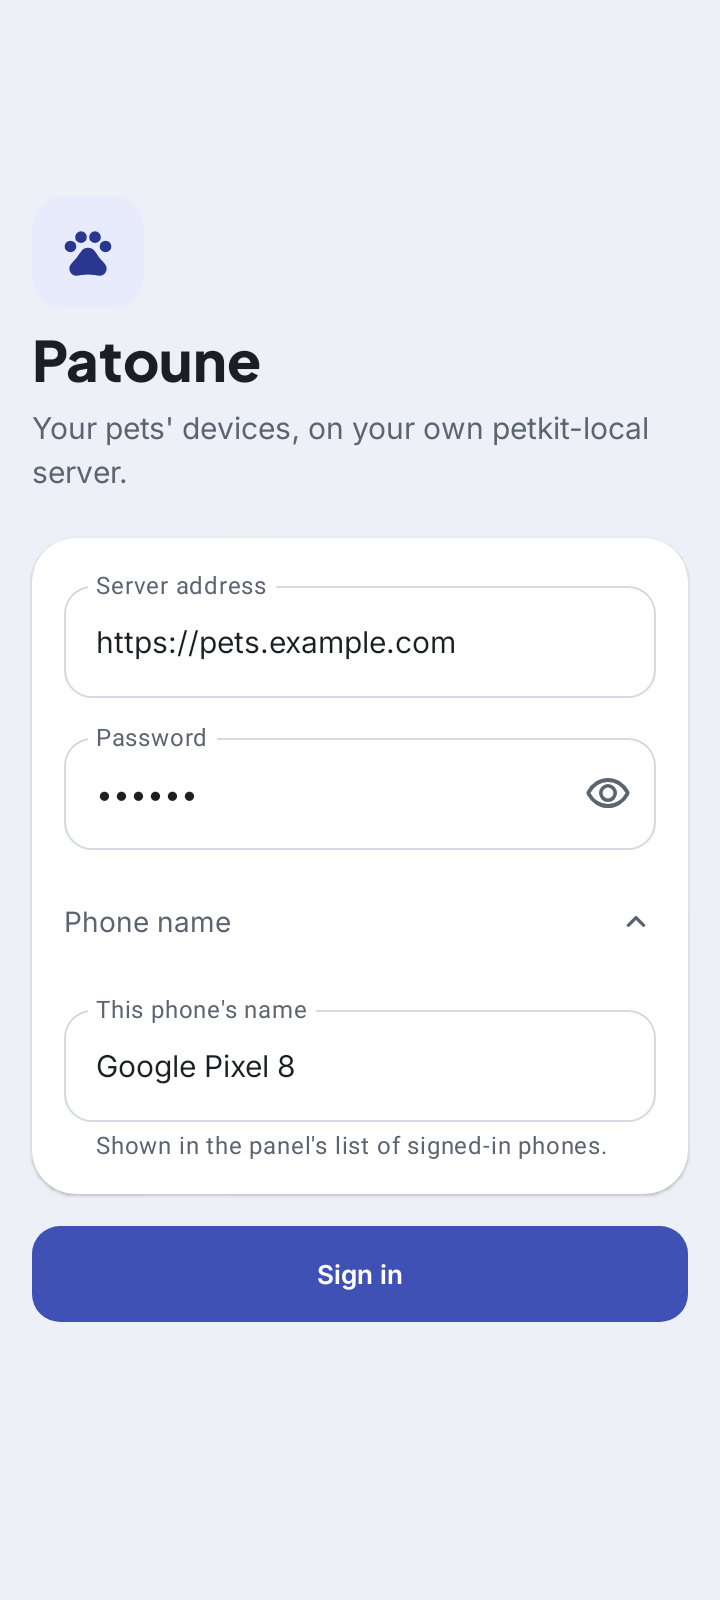 Patoune
Your pets' devices, on your own petkit-local
server.
Server address
https://pets.example.com
Password
••••••
Phone name
This phone's name
Google Pixel 8
Shown in the panel's list of signed-in phones.
Sign in